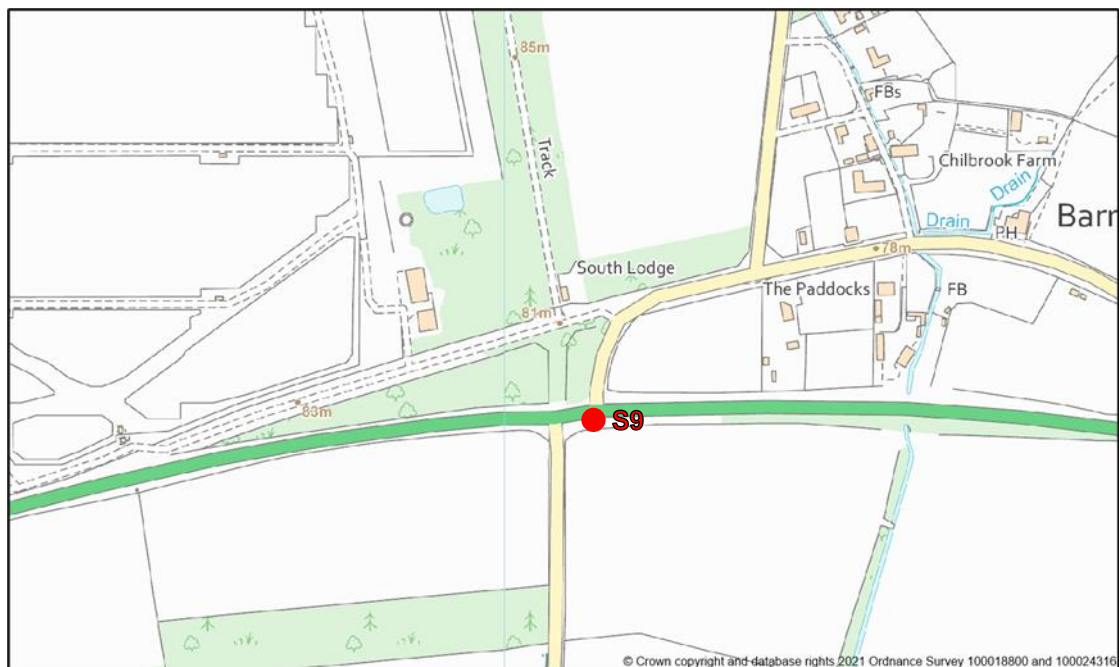 85m
FBs
Track
Chilbrook Farm
Drain
Drain
Barr
PH
78m
South Lodge
The Paddocks
FB
81m
83m
S9
© Crown copyright and database rights 2021 Ordnance Survey 100018800 and 100024316